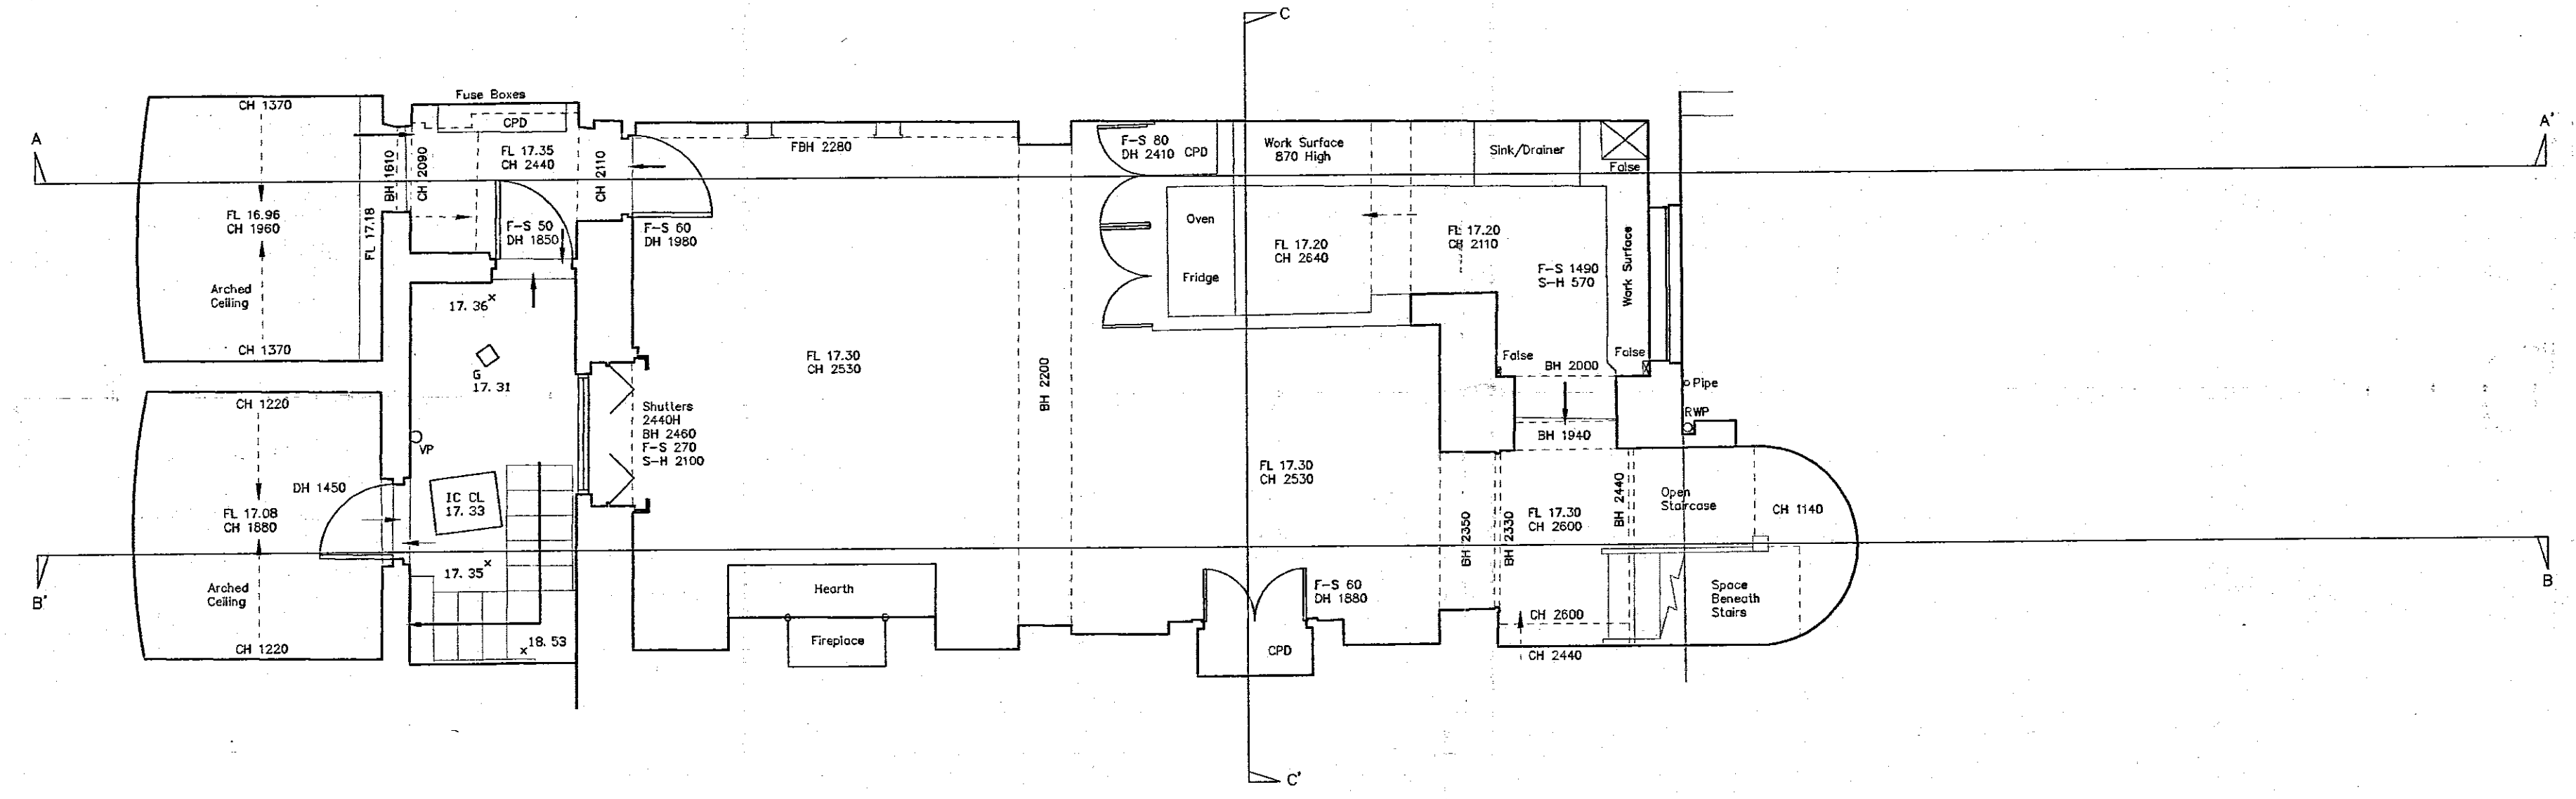 C
Fuse Boxes
CH 1370
CPD
A
A'
BH 1610
CH 2090
FL 17.35
CH 2440
CH 2110
FBH 2280
F-S 80
DH 2410
CPD
Work Surface
870 High
Sink/Drainer
False
FL 16.96
CH 1960
FL 17.18
F-S 50
DH 1850
F-S 60
DH 1980
Oven
Fridge
FL 17.20
CH 2640
FL 17.20
CH 2110
F-S 1490
S-H 570
Work Surface
Arched
Ceiling
17.36
CH 1370
G
17.31
FL 17.30
CH 2530
BH 2200
False
False
BH 2000
Pipe
RWP
CH 1220
Shutters
2440H
BH 2460
F-S 270
S-H 2100
VP
BH 1940
DH 1450
IC CL
17.33
FL 17.30
CH 2530
FL 17.08
CH 1880
BH 2350
BH 2330
FL 17.30
CH 2600
BH 2440
Open
Staircase
CH 1140
B'
B
17.35
Arched
Ceiling
Hearth
F-S 60
DH 1880
Space
Beneath
Stairs
CH 2600
Fireplace
18.53
CH 1220
CPD
CH 2440
C'